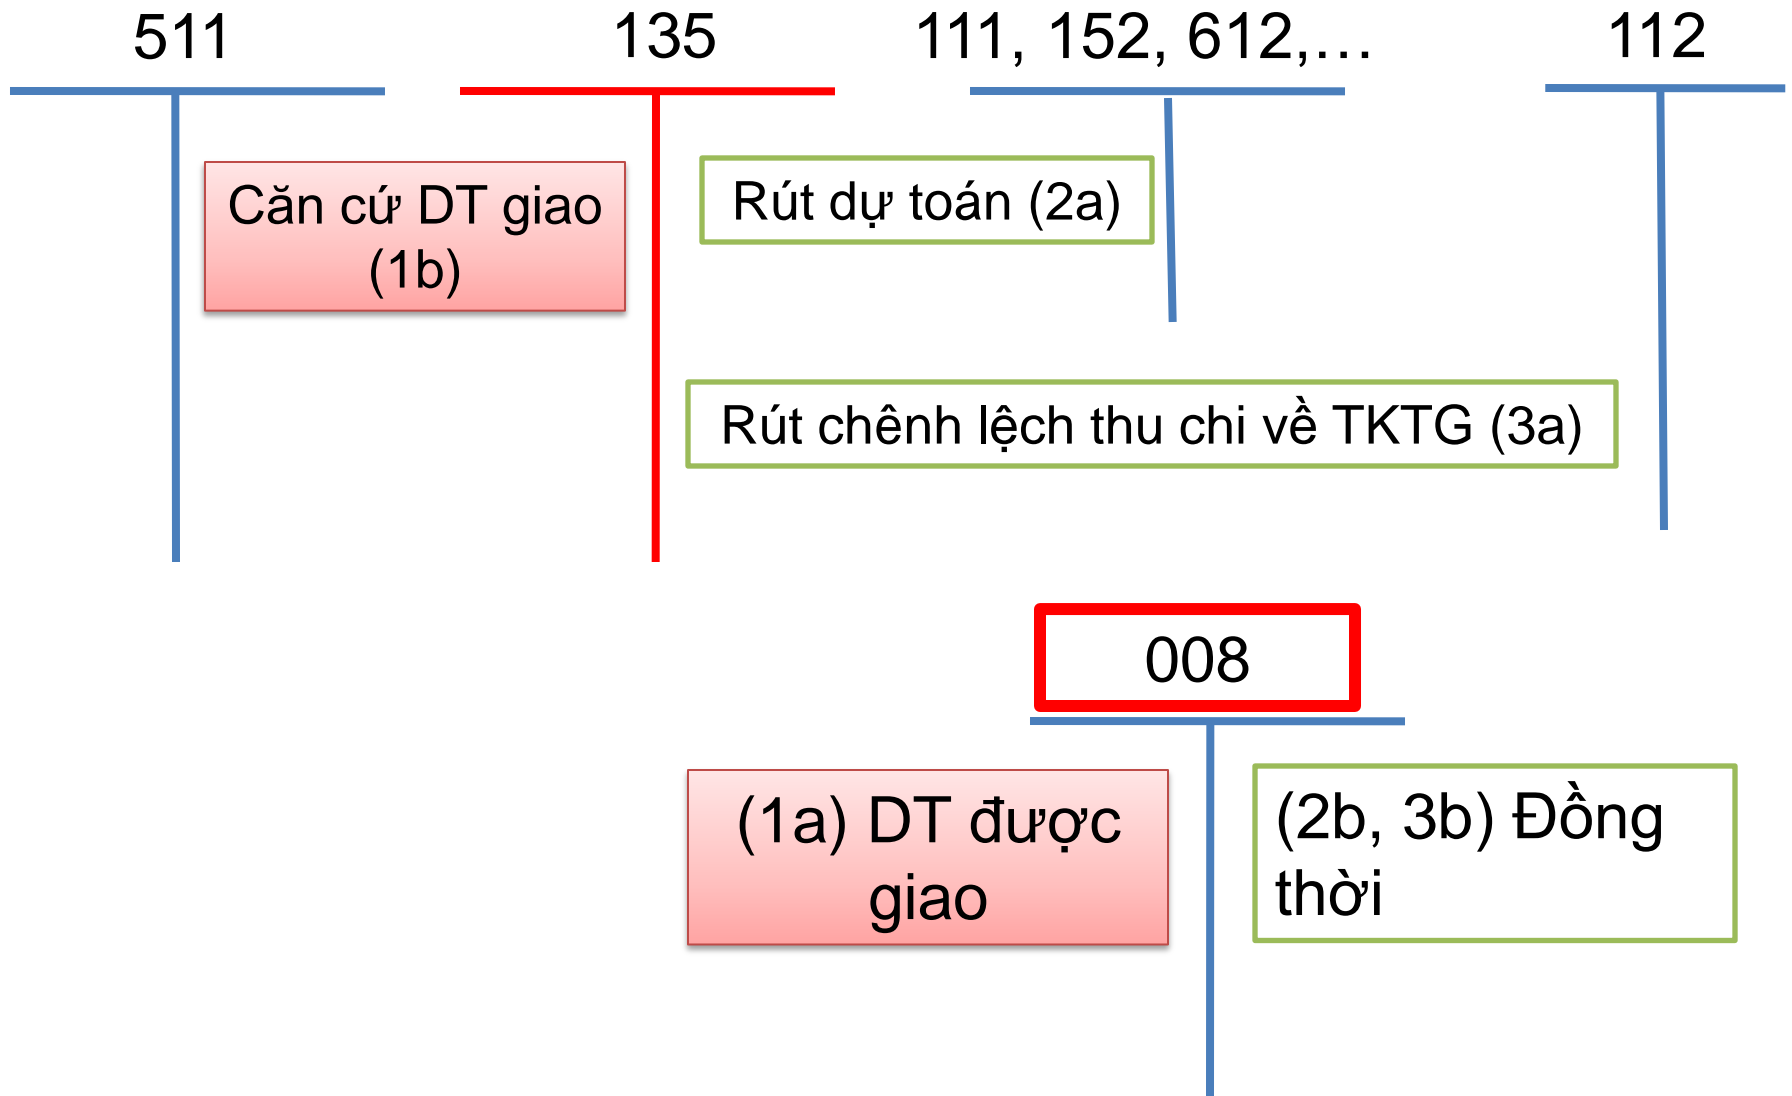 511
135
111, 152, 612,…
112
Căn cứ DT giao
(1b)
Rút dự toán (2a)
Rút chênh lệch thu chi về TKTG (3a)
008
(1a) DT được
giao
(2b, 3b) Đồng
thời